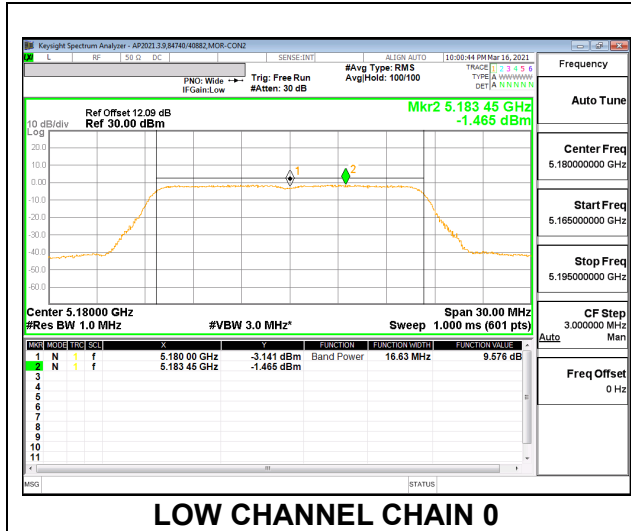 Keysight Spectrum Analyzer - AP2021.3.9,84740/40882,MOR-CON2
L RF 50 Ω DC SENSE:INT ALIGN AUTO 10:00:44 PM Mar 16, 2021
PNO: Wide Trig: Free Run #Avg Type: RMS TRACE 1 2 3 4 5 6
IFGain:Low #Atten: 30 dB Avg|Hold: 100/100 TYPE A WWWWW
DET A N N N N N
Mkr2 5.183 45 GHz
-1.465 dBm
Ref Offset 12.09 dB
10 dB/div Ref 30.00 dBm
Log
20.0
10.0
0.00
-10.0
-20.0
-30.0
-40.0
-50.0
-60.0
1
2
Center 5.18000 GHz Span 30.00 MHz
#Res BW 1.0 MHz #VBW 3.0 MHz* Sweep 1.000 ms (601 pts)
MKR MODE TRC SCL X Y FUNCTION FUNCTION WIDTH FUNCTION VALUE
1 N 1 f 5.180 00 GHz -3.141 dBm Band Power 16.63 MHz 9.576 dB
2 N 1 f 5.183 45 GHz -1.465 dBm
3
4
5
6
7
8
9
10
11
MSG STATUS
Frequency
Auto Tune
Center Freq
5.180000000 GHz
Start Freq
5.165000000 GHz
Stop Freq
5.195000000 GHz
CF Step
3.000000 MHz
Auto Man
Freq Offset
0 Hz
LOW CHANNEL CHAIN 0